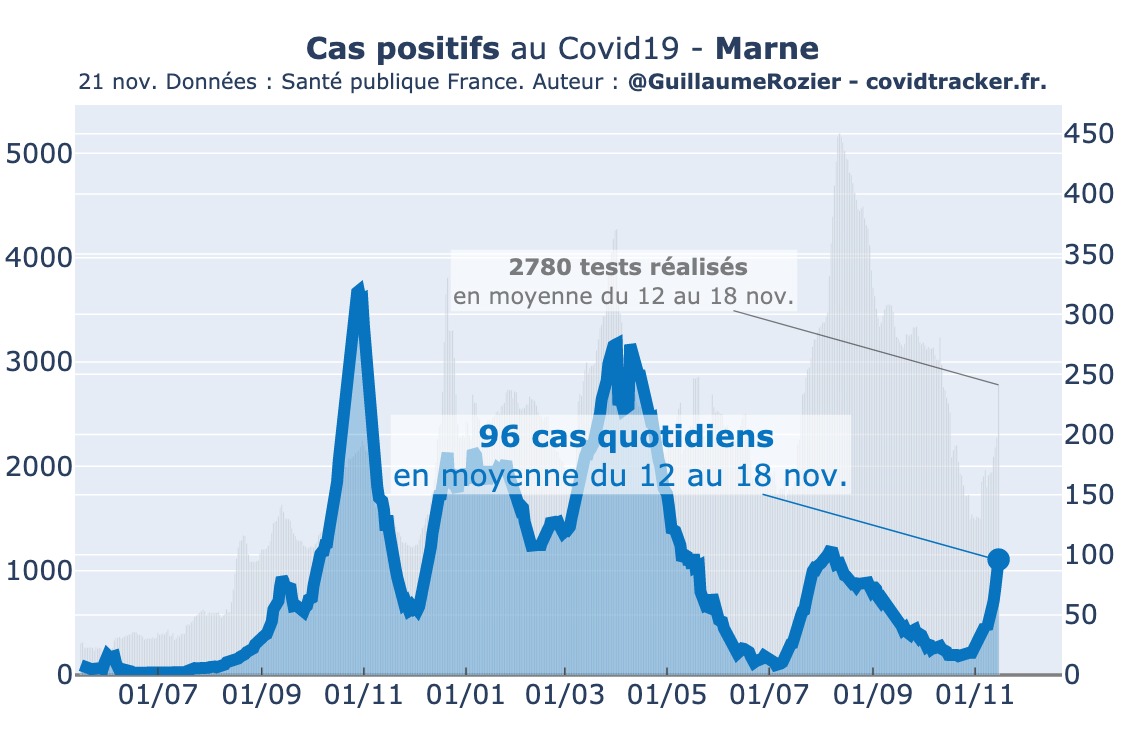 Cas positifs au Covid19 - Marne
21 nov. Données : Santé publique France. Auteur : @GuillaumeRozier - covidtracker.fr.
5000
4000
3000
2000
1000
0
450
400
350
300
250
200
150
100
50
0
2780 tests réalisés
en moyenne du 12 au 18 nov.
96 cas quotidiens
en moyenne du 12 au 18 nov.
01/07 01/09 01/11 01/01 01/03 01/05 01/07 01/09 01/11